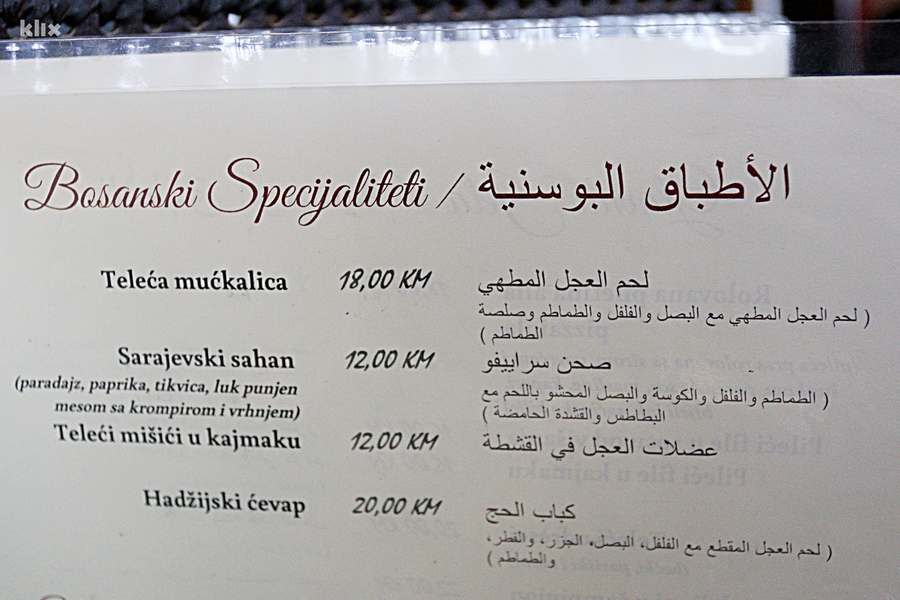 klix
Bosanski Specijaliteti / الأطباق البوسنية
Teleća mućkalica 18,00 KM لحم العجل المطهي
( لحم العجل المطهي مع البصل والفلفل والطماطم وصلصة
الطماطم )
Sarajevski sahan 12,00 KM صحن سراييفو
(paradajz, paprika, tikvica, luk punjen
mesom sa krompirom i vrhnjem)
( الطماطم والفلفل والكوسة والبصل المحشو باللحم مع
البطاطس والقشدة الحامضة )
Teleći mišići u kajmaku 12,00 KM عضلات العجل في القشطة
Hadžijski ćevap 20,00 KM كباب الحج
( لحم العجل المقطع مع الفلفل، البصل، الجزر، والفطر،
والطماطم )